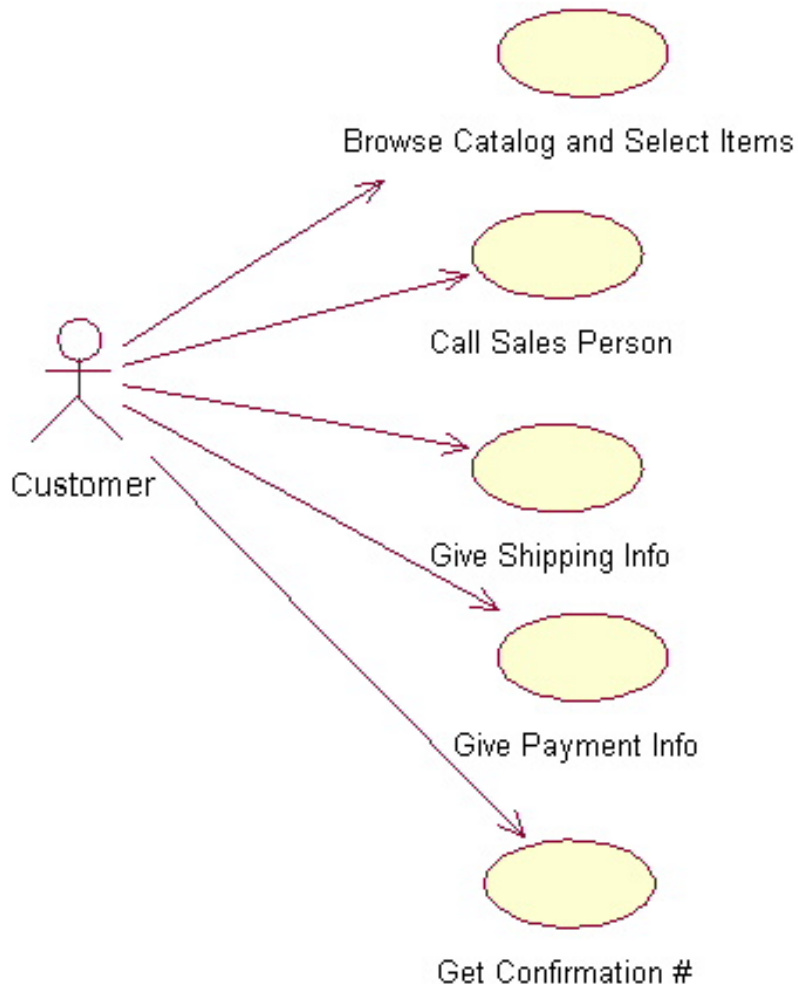 Browse Catalog and Select Items
Call Sales Person
Customer
Give Shipping Info
Give Payment Info
Get Confirmation #